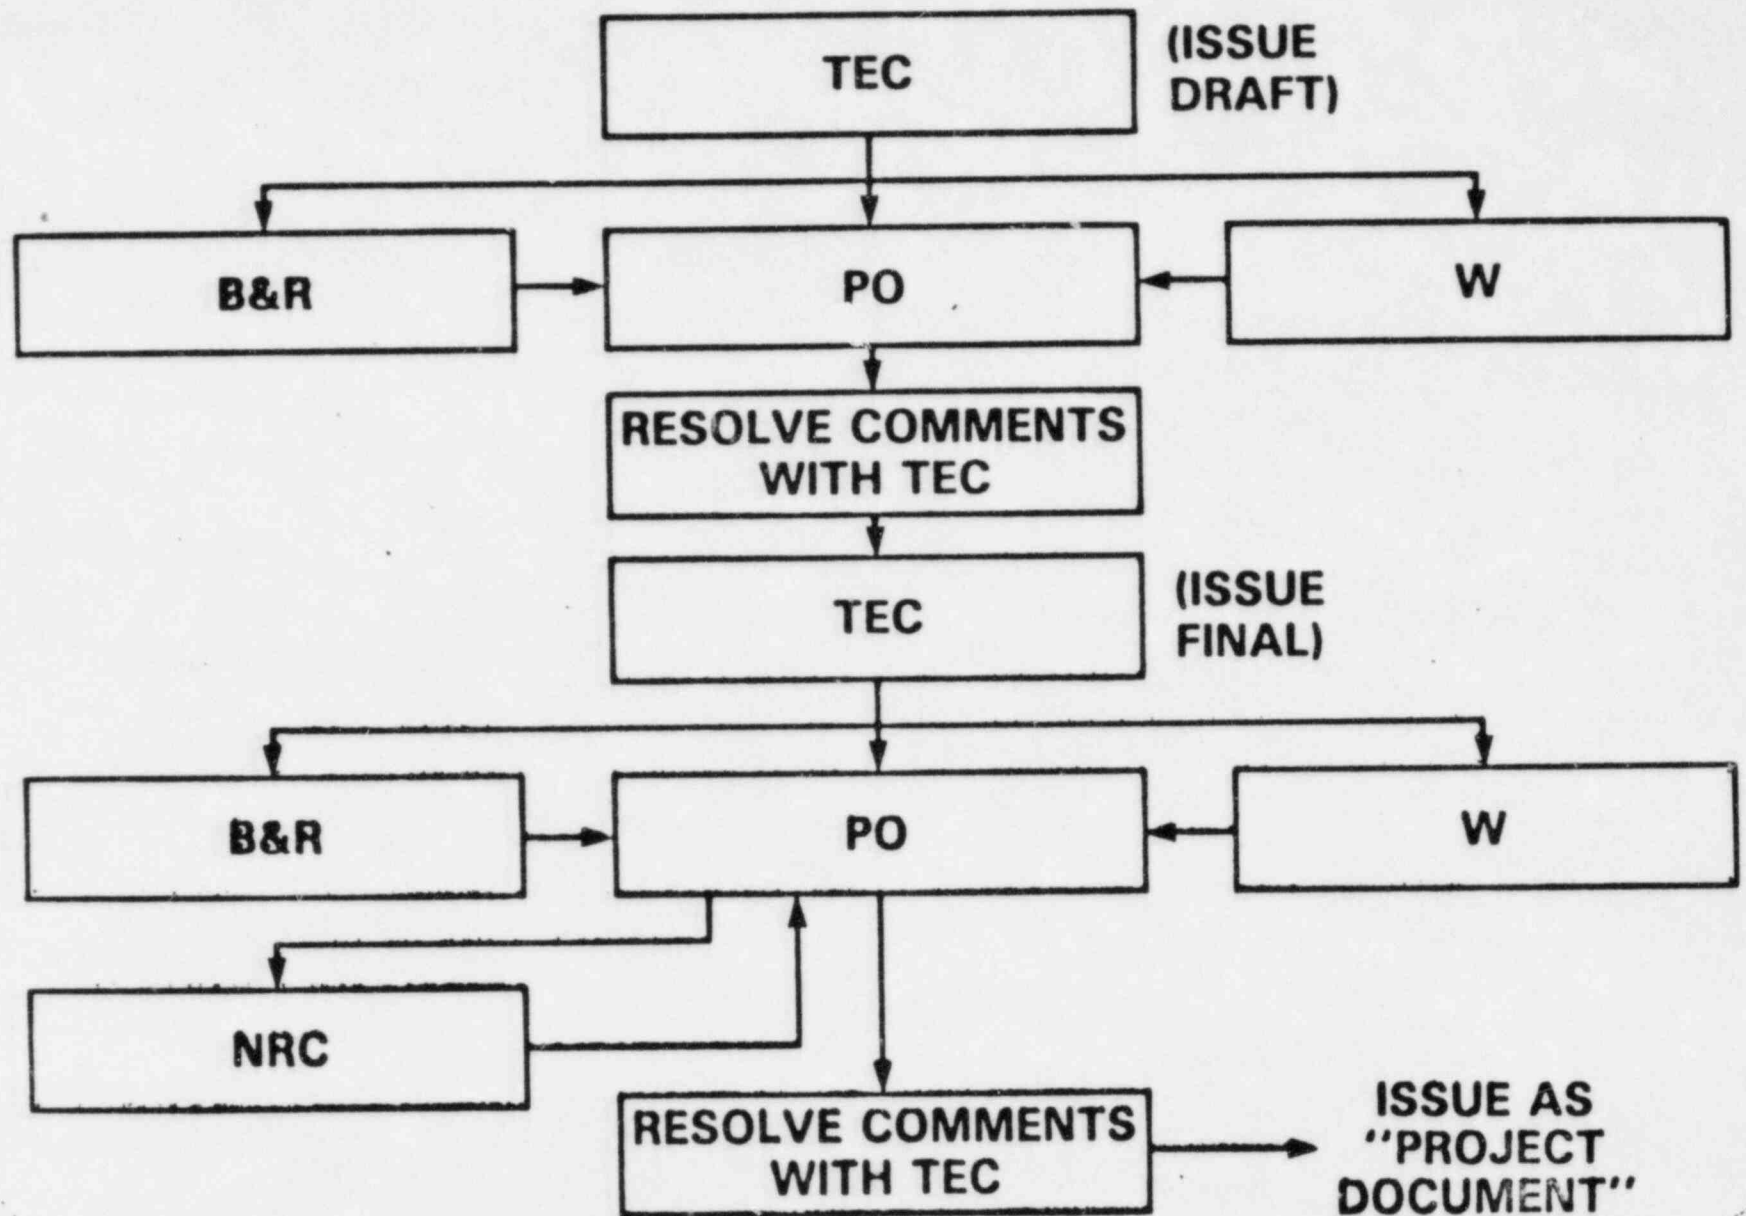 TEC
(ISSUE
DRAFT)
B&R
PO
W
RESOLVE COMMENTS
WITH TEC
TEC
(ISSUE
FINAL)
B&R
PO
W
NRC
RESOLVE COMMENTS
WITH TEC
ISSUE AS
"PROJECT
DOCUMENT"